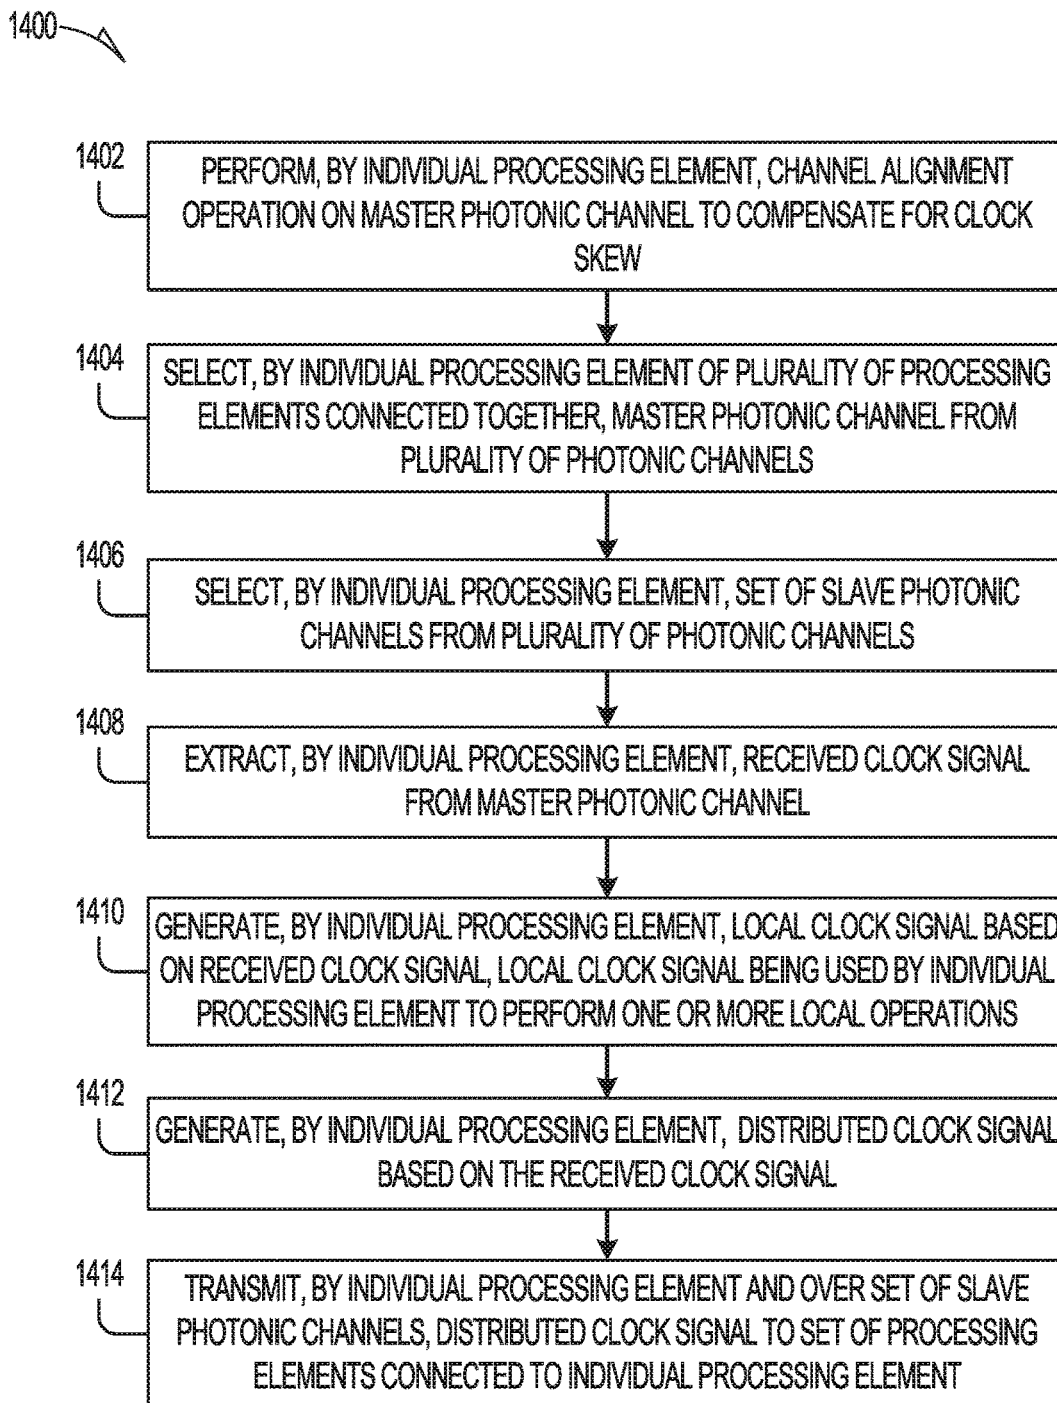 1400
1402
PERFORM, BY INDIVIDUAL PROCESSING ELEMENT, CHANNEL ALIGNMENT
OPERATION ON MASTER PHOTONIC CHANNEL TO COMPENSATE FOR CLOCK
SKEW
1404
SELECT, BY INDIVIDUAL PROCESSING ELEMENT OF PLURALITY OF PROCESSING
ELEMENTS CONNECTED TOGETHER, MASTER PHOTONIC CHANNEL FROM
PLURALITY OF PHOTONIC CHANNELS
1406
SELECT, BY INDIVIDUAL PROCESSING ELEMENT, SET OF SLAVE PHOTONIC
CHANNELS FROM PLURALITY OF PHOTONIC CHANNELS
1408
EXTRACT, BY INDIVIDUAL PROCESSING ELEMENT, RECEIVED CLOCK SIGNAL
FROM MASTER PHOTONIC CHANNEL
1410
GENERATE, BY INDIVIDUAL PROCESSING ELEMENT, LOCAL CLOCK SIGNAL BASED
ON RECEIVED CLOCK SIGNAL, LOCAL CLOCK SIGNAL BEING USED BY INDIVIDUAL
PROCESSING ELEMENT TO PERFORM ONE OR MORE LOCAL OPERATIONS
1412
GENERATE, BY INDIVIDUAL PROCESSING ELEMENT, DISTRIBUTED CLOCK SIGNAL
BASED ON THE RECEIVED CLOCK SIGNAL
1414
TRANSMIT, BY INDIVIDUAL PROCESSING ELEMENT AND OVER SET OF SLAVE
PHOTONIC CHANNELS, DISTRIBUTED CLOCK SIGNAL TO SET OF PROCESSING
ELEMENTS CONNECTED TO INDIVIDUAL PROCESSING ELEMENT